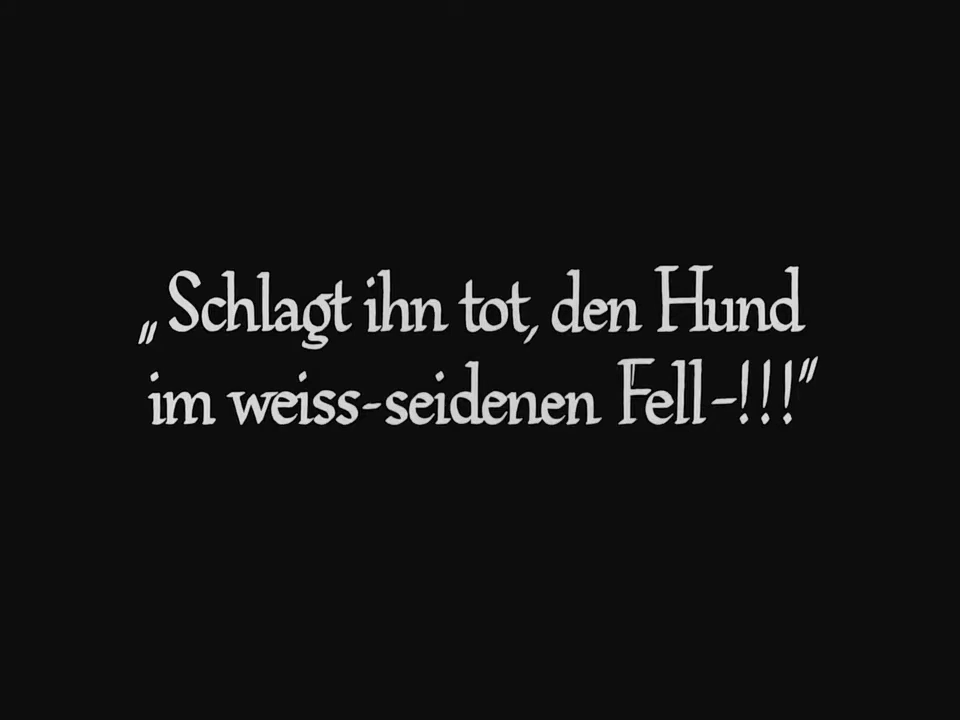 „Schlagt ihn tot, den Hund
im weiss-seidenen Fell-!!!"